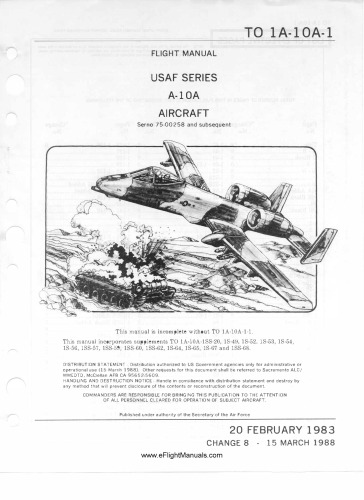 TO 1A-10A-1
FLIGHT MANUAL
USAF SERIES
A-10A
AIRCRAFT
Serno 75-00258 and subsequent
This manual is incomplete without TO 1A-10A-1-1.
This manual incorporates supplements TO 1A-10A-1SS-20, 1S-49, 1S-52, 1S-53, 1S-54,
1S-56, 1SS-57, 1SS-59, 1SS-60, 1SS-62, 1S-64, 1S-65, 1S-67 and 1SS-68.
DISTRIBUTION STATEMENT - Distribution authorized to US Government agencies only for administrative or
operational use (15 March 1988). Other requests for this document shall be referred to Sacramento ALC/
MMEDTD, McClellan AFB CA 95652-5609.
HANDLING AND DESTRUCTION NOTICE - Handle in compliance with distribution statement and destroy by
any method that will prevent disclosure of the contents or reconstruction of the document.
COMMANDERS ARE RESPONSIBLE FOR BRINGING THIS PUBLICATION TO THE ATTENTION
OF ALL PERSONNEL CLEARED FOR OPERATION OF SUBJECT AIRCRAFT.
Published under authority of the Secretary of the Air Force
20 FEBRUARY 1983
CHANGE 8 - 15 MARCH 1988
www.eFlightManuals.com